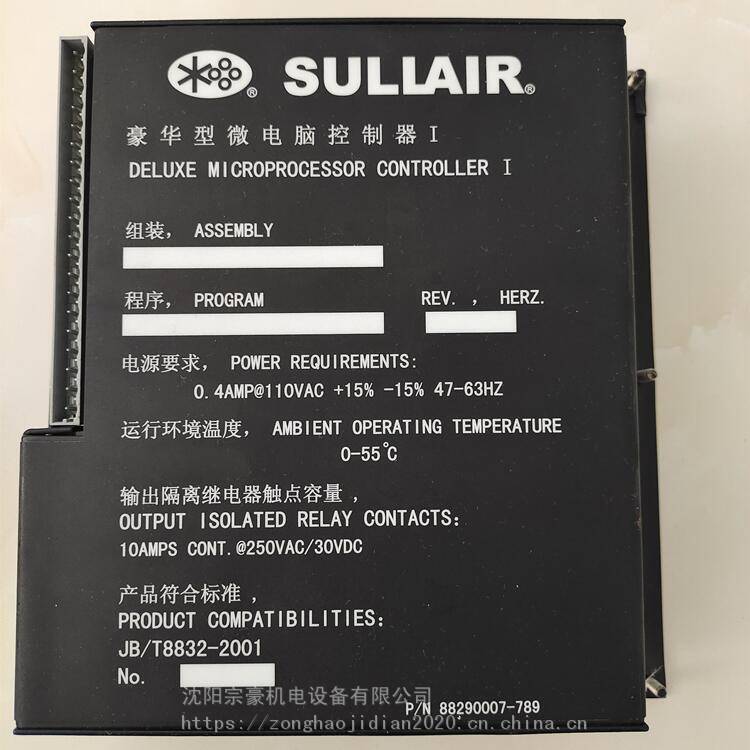 SULLAIR®
豪华型微电脑控制器 I
DELUXE MICROPROCESSOR CONTROLLER I
组装, ASSEMBLY
程序, PROGRAM REV. , HERZ.
电源要求, POWER REQUIREMENTS:
0.4AMP@110VAC +15% -15% 47-63HZ
运行环境温度, AMBIENT OPERATING TEMPERATURE
0-55℃
输出隔离继电器触点容量,
OUTPUT ISOLATED RELAY CONTACTS:
10AMPS CONT.@250VAC/30VDC
产品符合标准,
PRODUCT COMPATIBILITIES:
JB/T8832-2001
No.
沈阳宗豪机电设备有限公司
P/N 88290007-789
https://zonghaojidian2020.cn.china.cn/